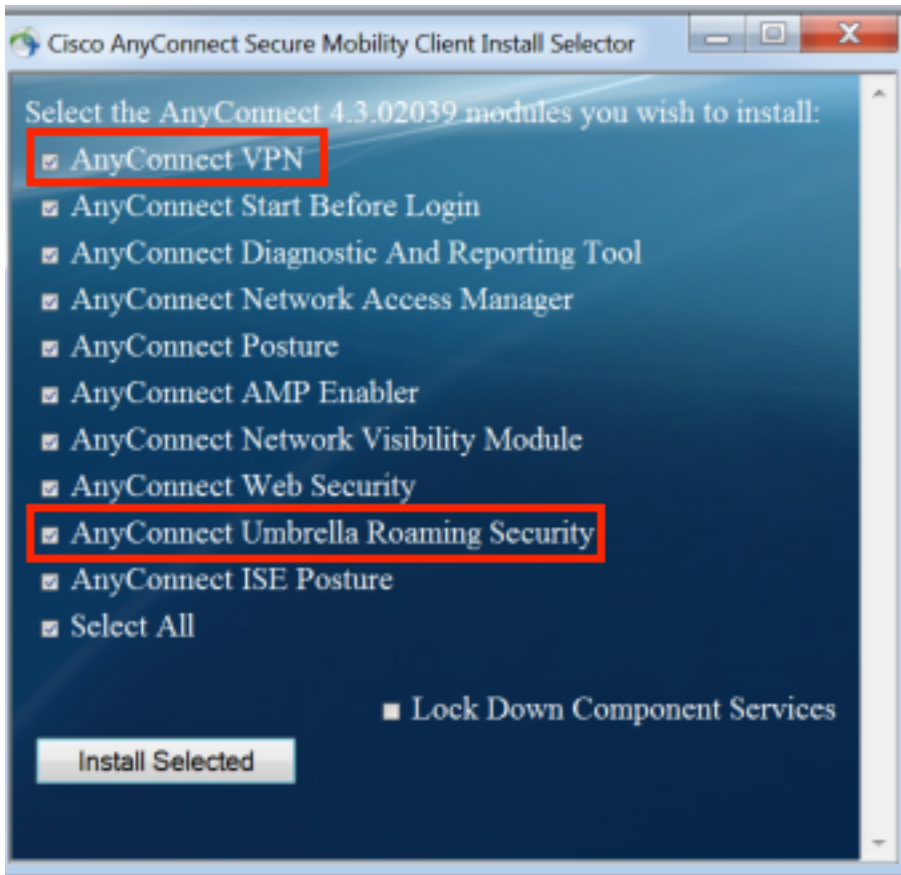 Cisco AnyConnect Secure Mobility Client Install Selector
Select the AnyConnect 4.3.02039 modules you wish to install:
AnyConnect VPN
AnyConnect Start Before Login
AnyConnect Diagnostic And Reporting Tool
AnyConnect Network Access Manager
AnyConnect Posture
AnyConnect AMP Enabler
AnyConnect Network Visibility Module
AnyConnect Web Security
AnyConnect Umbrella Roaming Security
AnyConnect ISE Posture
Select All
Lock Down Component Services
Install Selected